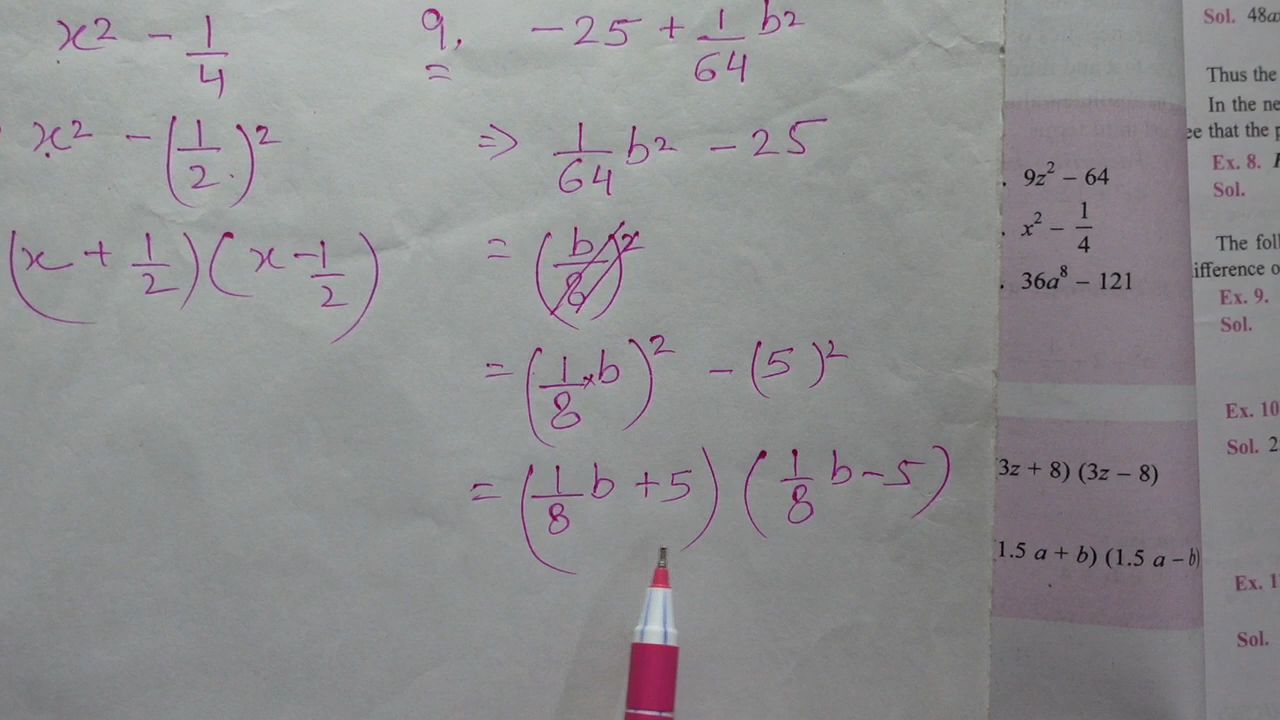 x² - 1/4
x² - (1/2)²
(x + 1/2)(x - 1/2)
9. -25 + 1/64 b²
⇒ 1/64 b² - 25
= (b/8)²
= (1/8 × b)² - (5)²
= (1/8 b + 5) (1/8 b - 5)
. 9z² – 64
. x² – 1/4
. 36a⁸ – 121
3z + 8) (3z – 8)
1.5 a + b) (1.5 a – b)
Sol. 48a
Thus the
In the ne
ee that the p
Ex. 8.
Sol.
The foll
ifference o
Ex. 9.
Sol.
Ex. 10
Sol. 2
Ex. 1
Sol.